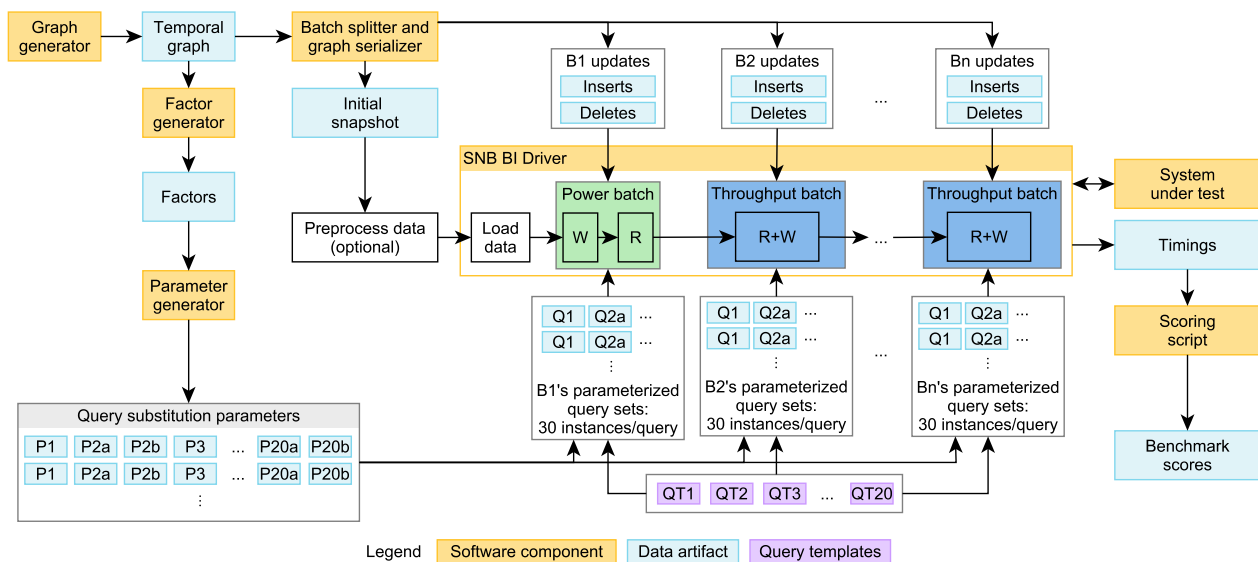 Graph
generator
Temporal
graph
Batch splitter and
graph serializer
B1 updates
Inserts
Deletes
B2 updates
Inserts
Deletes
...
Bn updates
Inserts
Deletes
Factor
generator
Initial
snapshot
Factors
Preprocess data
(optional)
SNB BI Driver
Load
data
Power batch
W
R
Throughput batch
R+W
...
Throughput batch
R+W
System
under test
Timings
Parameter
generator
Q1 Q2a ...
Q1 Q2a ...
⋮
B1's parameterized
query sets:
30 instances/query
Q1 Q2a ...
Q1 Q2a ...
⋮
B2's parameterized
query sets:
30 instances/query
...
Q1 Q2a ...
Q1 Q2a ...
⋮
Bn's parameterized
query sets:
30 instances/query
Scoring
script
Query substitution parameters
P1 P2a P2b P3 ... P20a P20b
P1 P2a P2b P3 ... P20a P20b
⋮
Benchmark
scores
QT1 QT2 QT3 ... QT20
Legend Software component Data artifact Query templates